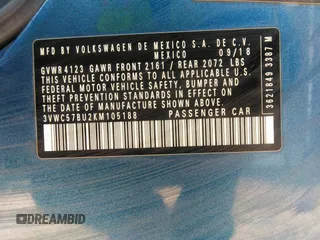 MFD BY VOLKSWAGEN DE MEXICO S.A. DE C.V.
MEXICO 09/18
GVWR 4123 GAWR FRONT 2161 / REAR 2072 LBS
THIS VEHICLE CONFORMS TO ALL APPLICABLE U.S.
FEDERAL MOTOR VEHICLE SAFETY, BUMPER AND
THEFT PREVENTION STANDARDS IN EFFECT ON THE
DATE OF MANUFACTURE SHOWN ABOVE.
3VWC57BU2KM105188 PASSENGER CAR
3621849 3387M
DREAMBID